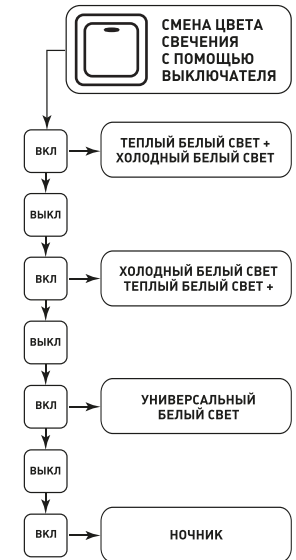 СМЕНА ЦВЕТА
СВЕЧЕНИЯ
С ПОМОЩЬЮ
ВЫКЛЮЧАТЕЛЯ
ВКЛ
ТЕПЛЫЙ БЕЛЫЙ СВЕТ +
ХОЛОДНЫЙ БЕЛЫЙ СВЕТ
ВЫКЛ
ВКЛ
ХОЛОДНЫЙ БЕЛЫЙ СВЕТ
ТЕПЛЫЙ БЕЛЫЙ СВЕТ +
ВЫКЛ
ВКЛ
УНИВЕРСАЛЬНЫЙ
БЕЛЫЙ СВЕТ
ВЫКЛ
ВКЛ
НОЧНИК